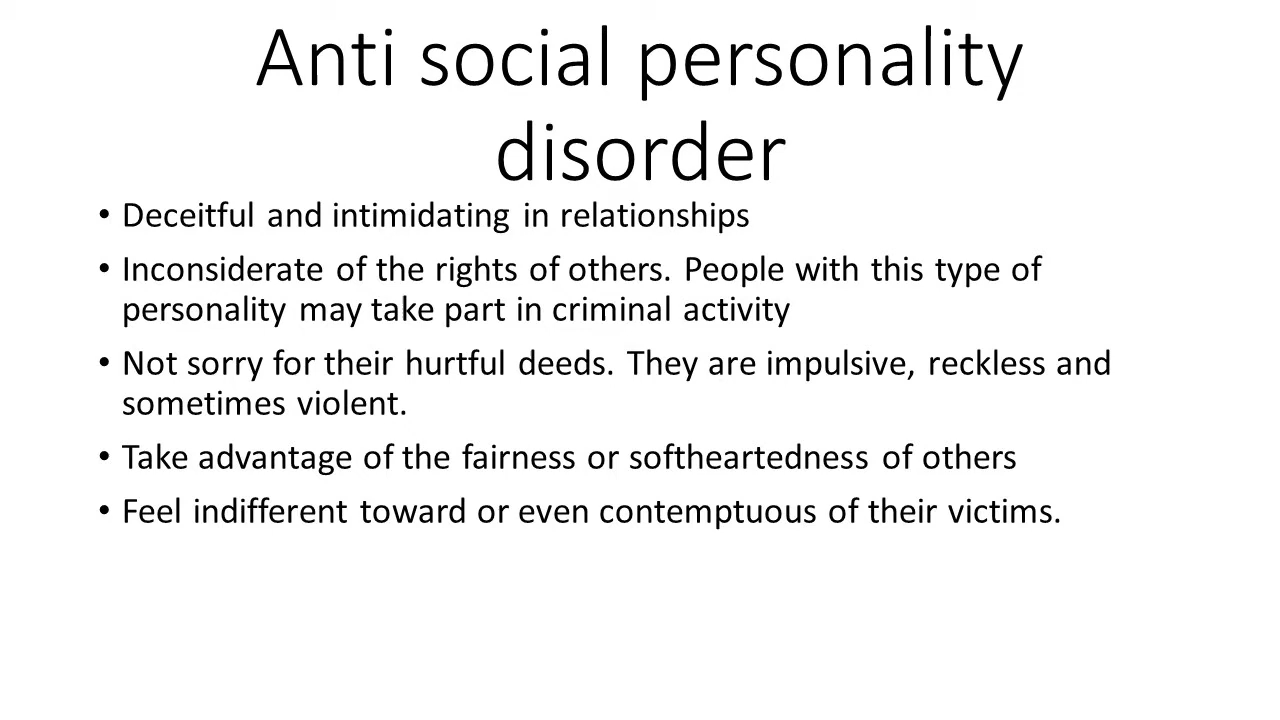 Anti social personality
disorder
• Deceitful and intimidating in relationships
• Inconsiderate of the rights of others. People with this type of
personality may take part in criminal activity
• Not sorry for their hurtful deeds. They are impulsive, reckless and
sometimes violent.
• Take advantage of the fairness or softheartedness of others
• Feel indifferent toward or even contemptuous of their victims.